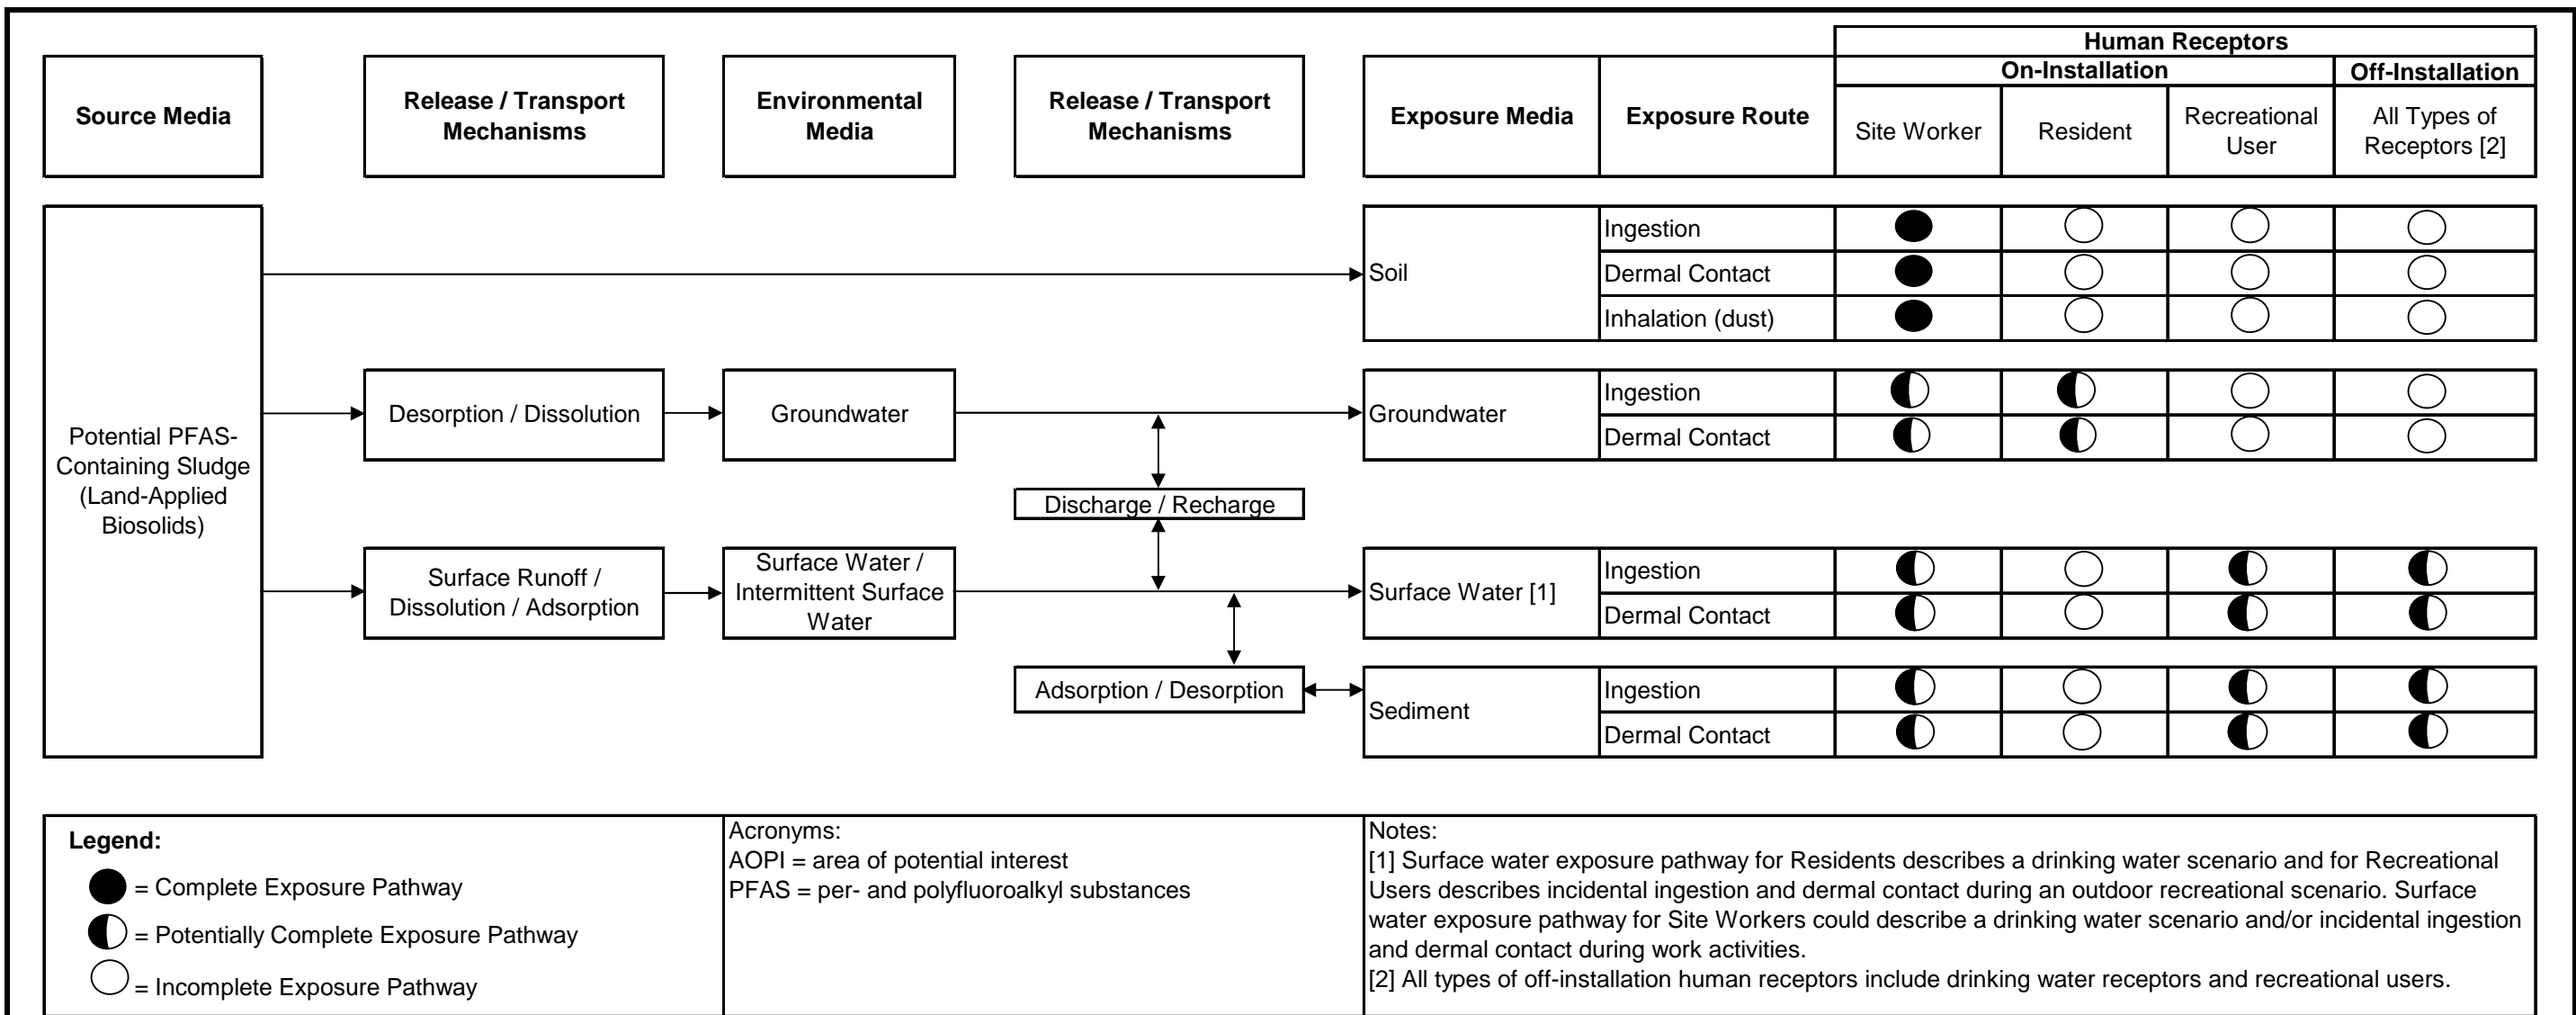 Human Receptors
On-Installation
Off-Installation
Source Media
Release / Transport
Mechanisms
Environmental
Media
Release / Transport
Mechanisms
Exposure Media
Exposure Route
Site Worker
Resident
Recreational
User
All Types of
Receptors [2]
Potential PFAS-
Containing Sludge
(Land-Applied
Biosolids)
Soil
Ingestion
Dermal Contact
Inhalation (dust)
Desorption / Dissolution
Groundwater
Groundwater
Ingestion
Dermal Contact
Discharge / Recharge
Surface Runoff /
Dissolution / Adsorption
Surface Water /
Intermittent Surface
Water
Surface Water [1]
Ingestion
Dermal Contact
Adsorption / Desorption
Sediment
Ingestion
Dermal Contact
Legend:
= Complete Exposure Pathway
= Potentially Complete Exposure Pathway
= Incomplete Exposure Pathway
Acronyms:
AOPI = area of potential interest
PFAS = per- and polyfluoroalkyl substances
Notes:
[1] Surface water exposure pathway for Residents describes a drinking water scenario and for Recreational
Users describes incidental ingestion and dermal contact during an outdoor recreational scenario. Surface
water exposure pathway for Site Workers could describe a drinking water scenario and/or incidental ingestion
and dermal contact during work activities.
[2] All types of off-installation human receptors include drinking water receptors and recreational users.